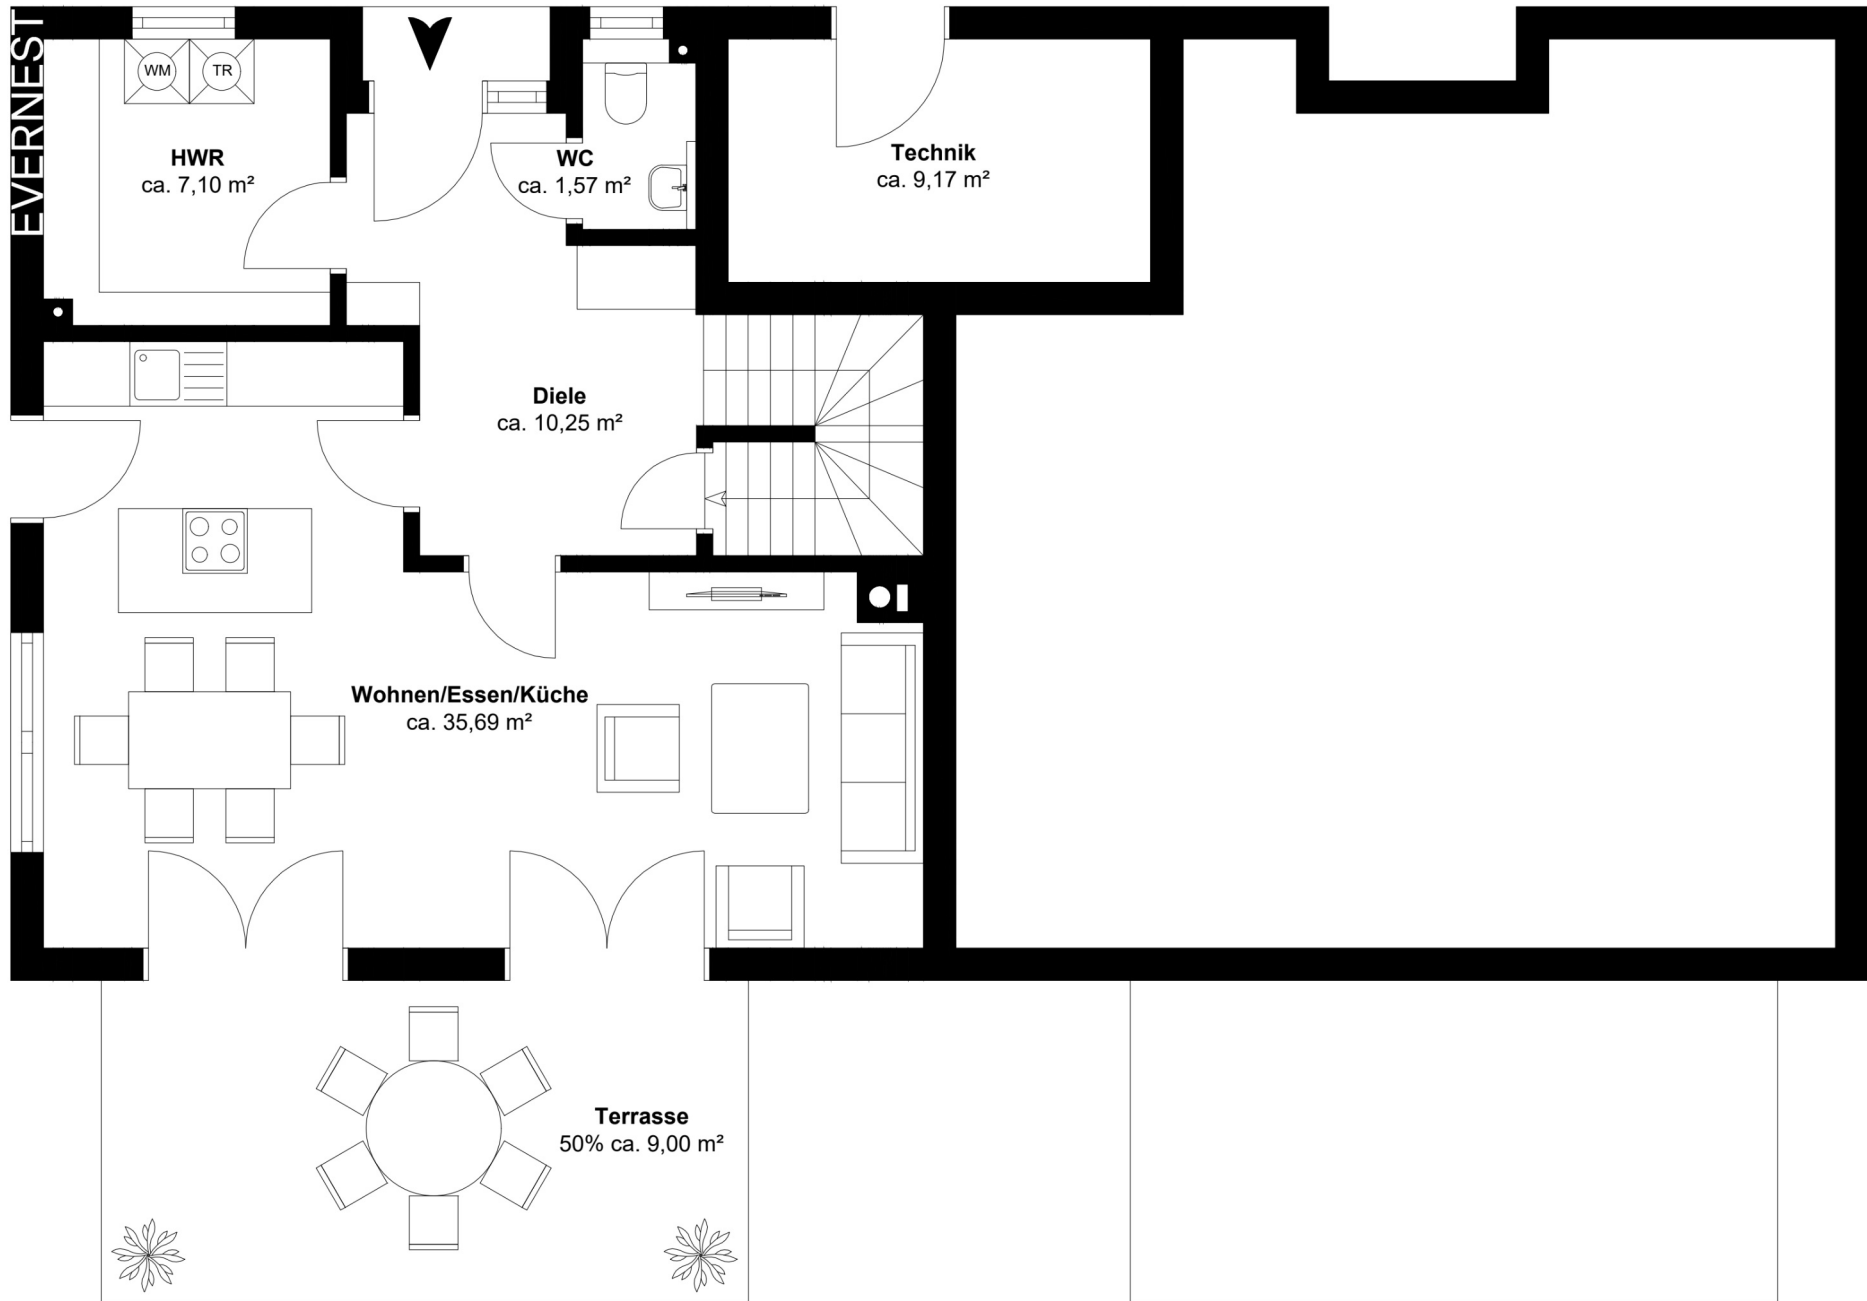 EVERNEST
WM
TR
HWR
ca. 7,10 m²
WC
ca. 1,57 m²
Technik
ca. 9,17 m²
Diele
ca. 10,25 m²
Wohnen/Essen/Küche
ca. 35,69 m²
Terrasse
50% ca. 9,00 m²